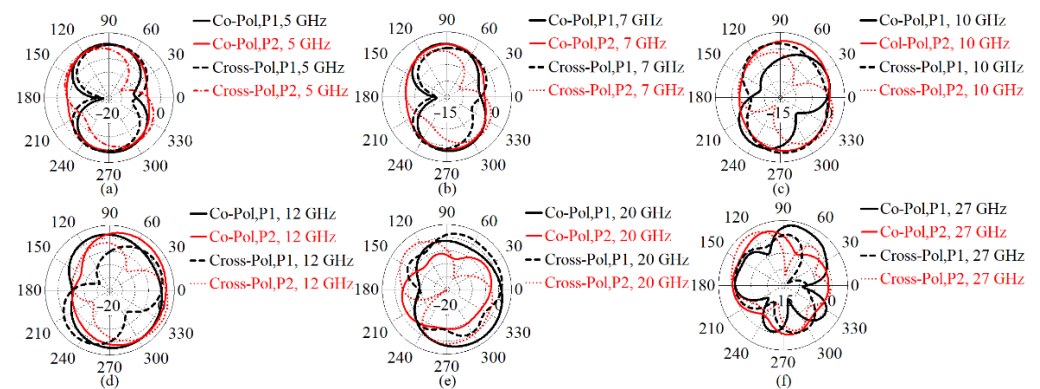 90
120
60
150
30
180
0
-20
0
210
330
240
300
270
(a)
Co-Pol,P1,5 GHz
Co-Pol,P2, 5 GHz
Cross-Pol,P1,5 GHz
Cross-Pol,P2, 5 GHz
90
120
60
150
30
180
0
-15
0
210
330
240
300
270
(b)
Co-Pol,P1,7 GHz
Co-Pol,P2, 7 GHz
Cross-Pol,P1, 7 GHz
Cross-Pol,P2, 7 GHz
90
120
60
150
30
180
0
-15
0
210
330
240
300
270
(c)
Co-Pol,P1, 10 GHz
Col-Pol,P2, 10 GHz
Cross-Pol,P1, 10 GHz
Cross-Pol,P2, 10 GHz
90
120
60
150
30
180
0
-20
210
330
240
300
270
(d)
Co-Pol,P1, 12 GHz
Co-Pol,P2, 12 GHz
Cross-Pol,P1, 12 GHz
Cross-Pol,P2, 12 GHz
90
120
60
150
30
180
0
-20
210
330
240
300
270
(e)
Co-Pol,P1, 20 GHz
Co-Pol,P2, 20 GHz
Cross-Pol,P1, 20 GHz
Cross-Pol,P2, 20 GHz
90
120
60
150
30
180
0
-15
0
210
330
240
300
270
(f)
Co-Pol,P1, 27 GHz
Co-Pol,P2, 27 GHz
Cross-Pol,P1, 27 GHz
Cross-Pol,P2, 27 GHz